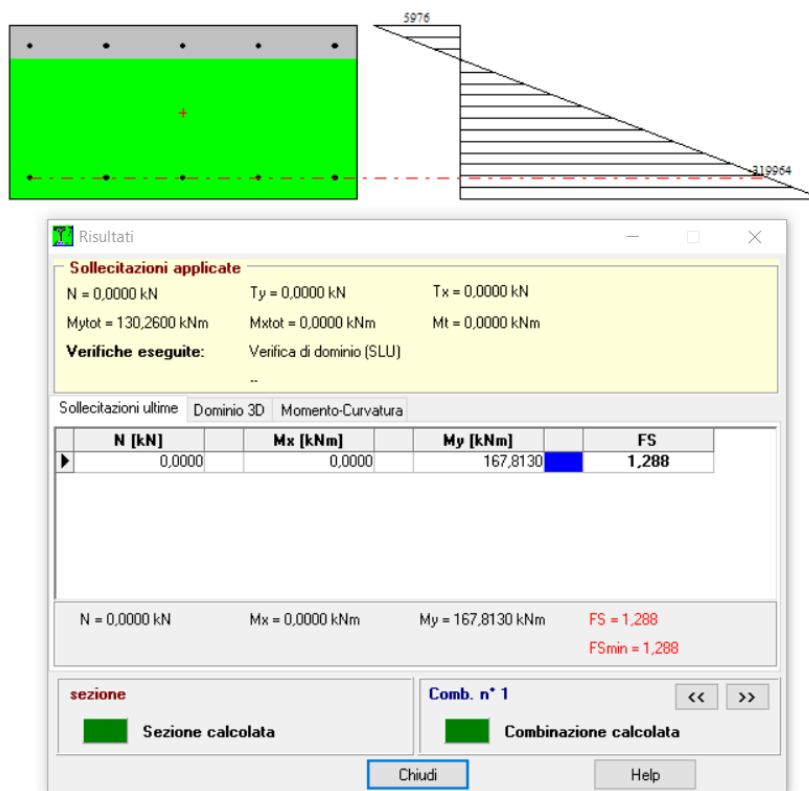 5976
319964
Risultati
Sollecitazioni applicate
N = 0,0000 kN Ty = 0,0000 kN Tx = 0,0000 kN
Mytot = 130,2600 kNm Mxtot = 0,0000 kNm Mt = 0,0000 kNm
Verifiche eseguite: Verifica di dominio (SLU)
--
Sollecitazioni ultime Dominio 3D Momento-Curvatura
N [kN] Mx [kNm] My [kNm] FS
0,0000 0,0000 167,8130 1,288
N = 0,0000 kN Mx = 0,0000 kNm My = 167,8130 kNm FS = 1,288
FSmin = 1,288
sezione Comb. n° 1 << >>
Sezione calcolata Combinazione calcolata
Chiudi Help